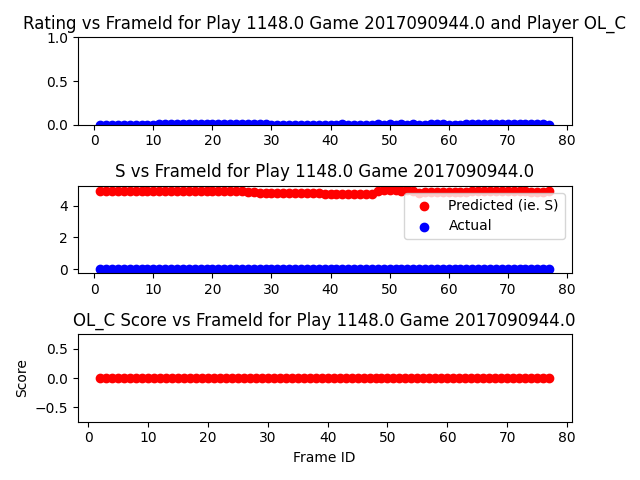 Rating vs FrameId for Play 1148.0 Game 2017090944.0 and Player OL_C
1.0
0.5
0.0
0 10 20 30 40 50 60 70 80
S vs FrameId for Play 1148.0 Game 2017090944.0
4
2
0
Predicted (ie. S)
Actual
0 10 20 30 40 50 60 70 80
OL_C Score vs FrameId for Play 1148.0 Game 2017090944.0
Score
0.5
0.0
−0.5
0 10 20 30 40 50 60 70 80
Frame ID